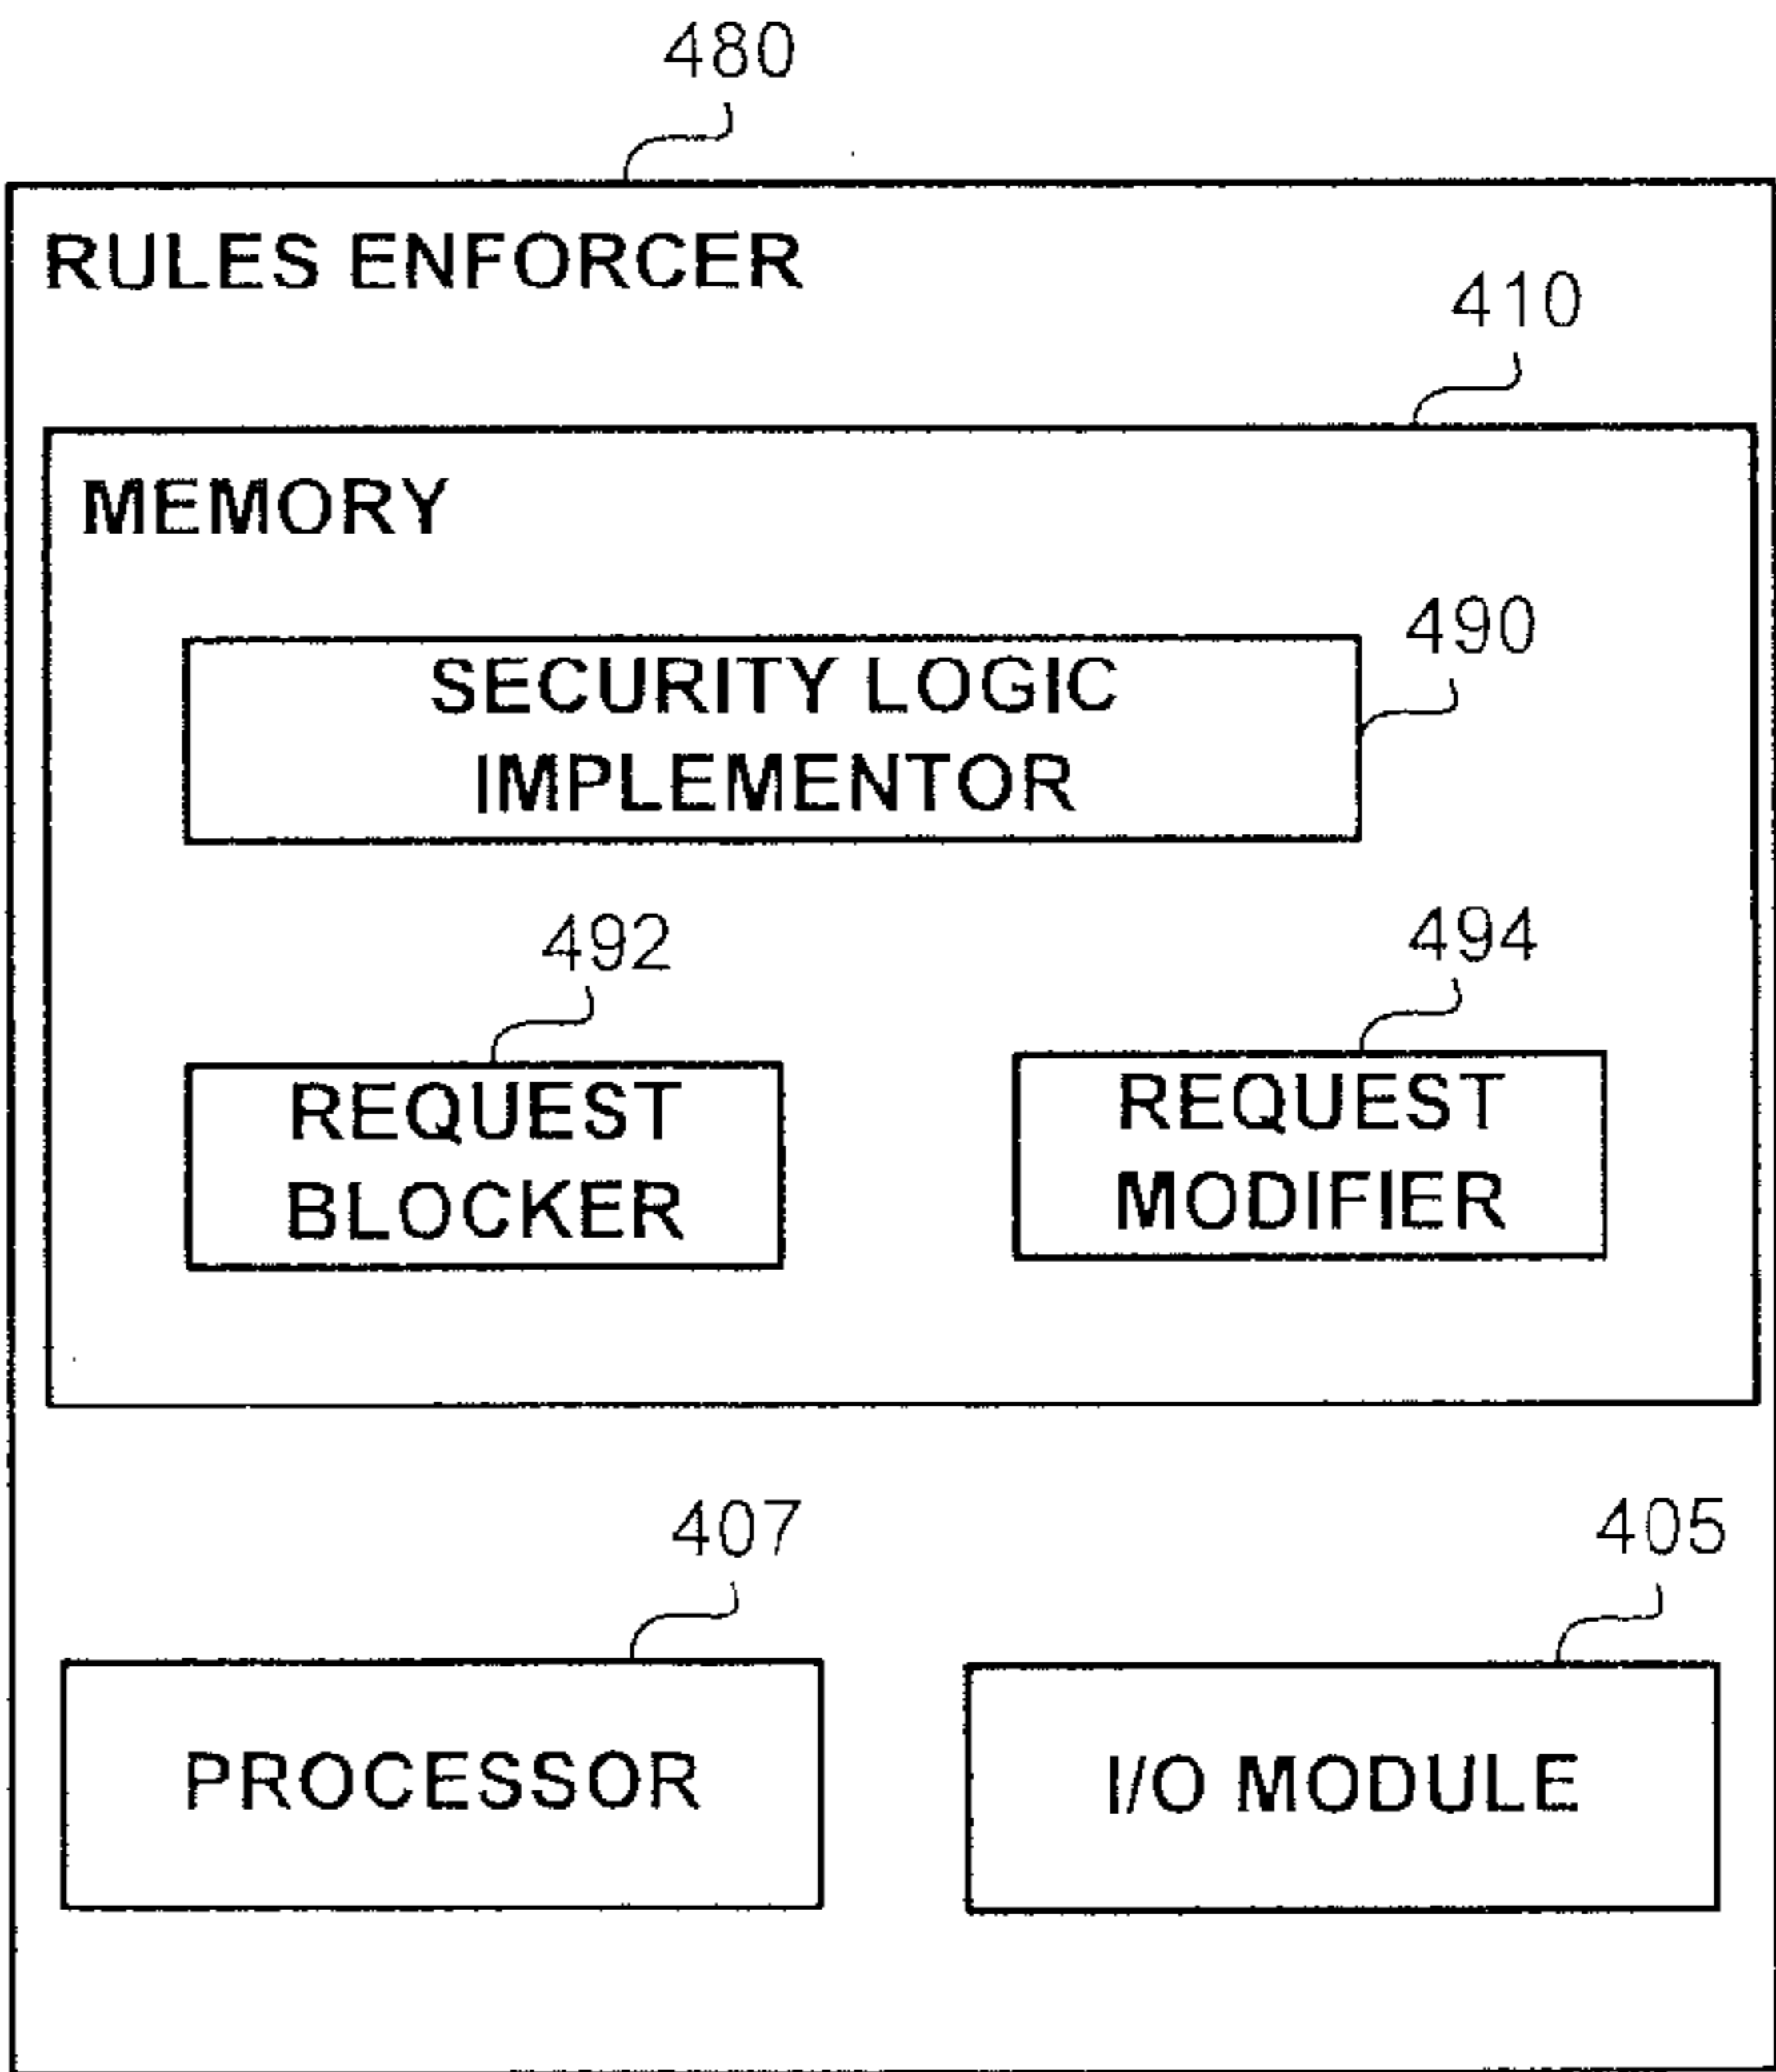 480
RULES ENFORCER
410
MEMORY
490
SECURITY LOGIC
IMPLEMENTOR
492
494
REQUEST
BLOCKER
REQUEST
MODIFIER
407
405
PROCESSOR
I/O MODULE